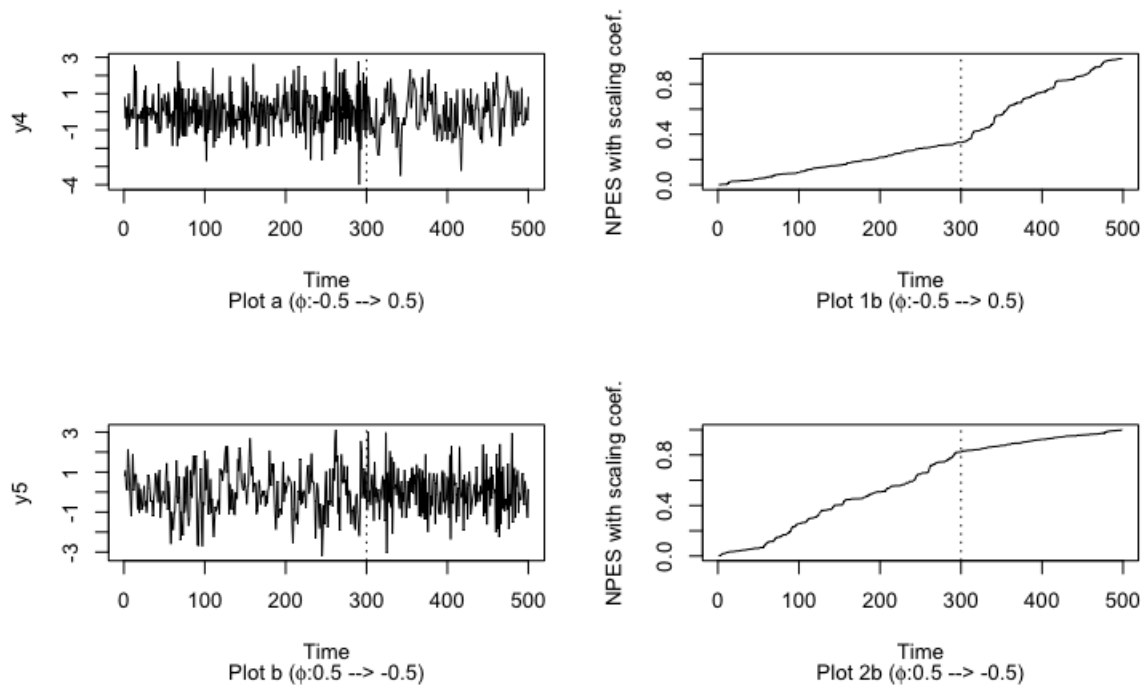 y4
3
1
-1
-4
0 100 200 300 400 500
Time
Plot a (ϕ:-0.5 --> 0.5)
NPES with scaling coef.
0.8
0.4
0.0
0 100 200 300 400 500
Time
Plot 1b (ϕ:-0.5 --> 0.5)
y5
3
1
-1
-3
0 100 200 300 400 500
Time
Plot b (ϕ:0.5 --> -0.5)
NPES with scaling coef.
0.8
0.4
0.0
0 100 200 300 400 500
Time
Plot 2b (ϕ:0.5 --> -0.5)